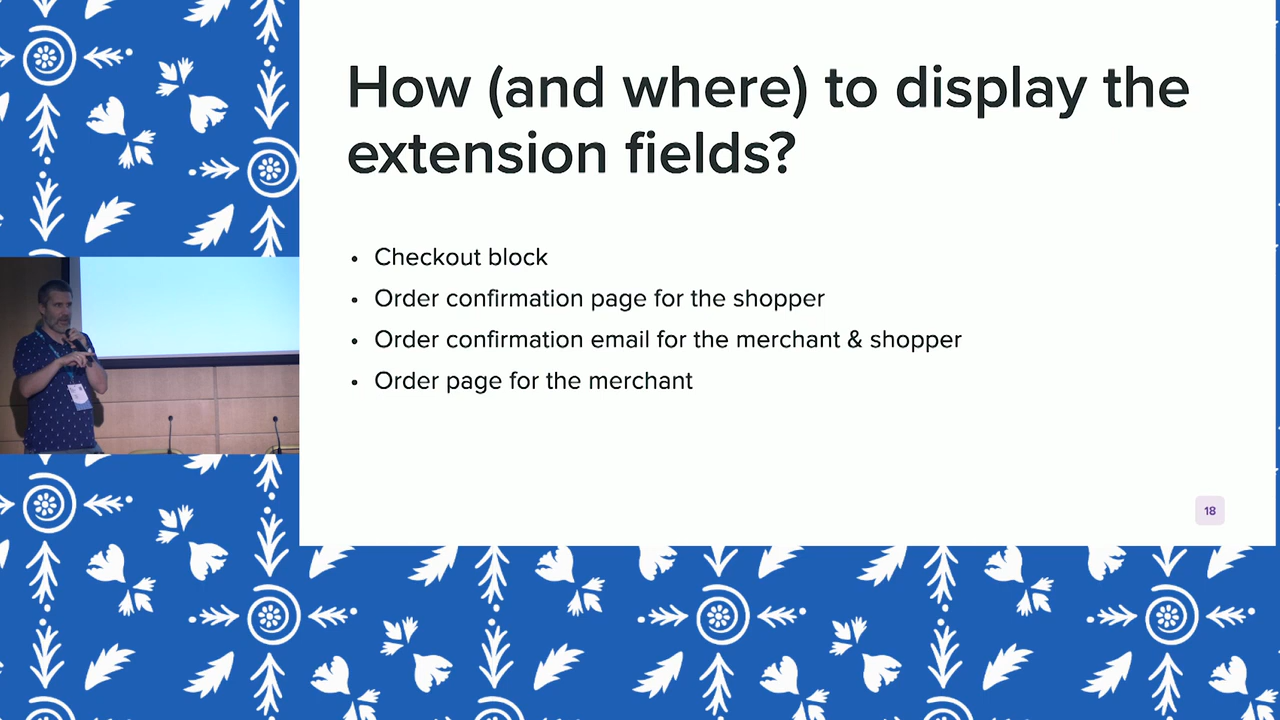 How (and where) to display the
extension fields?
• Checkout block
• Order confirmation page for the shopper
• Order confirmation email for the merchant & shopper
• Order page for the merchant
18